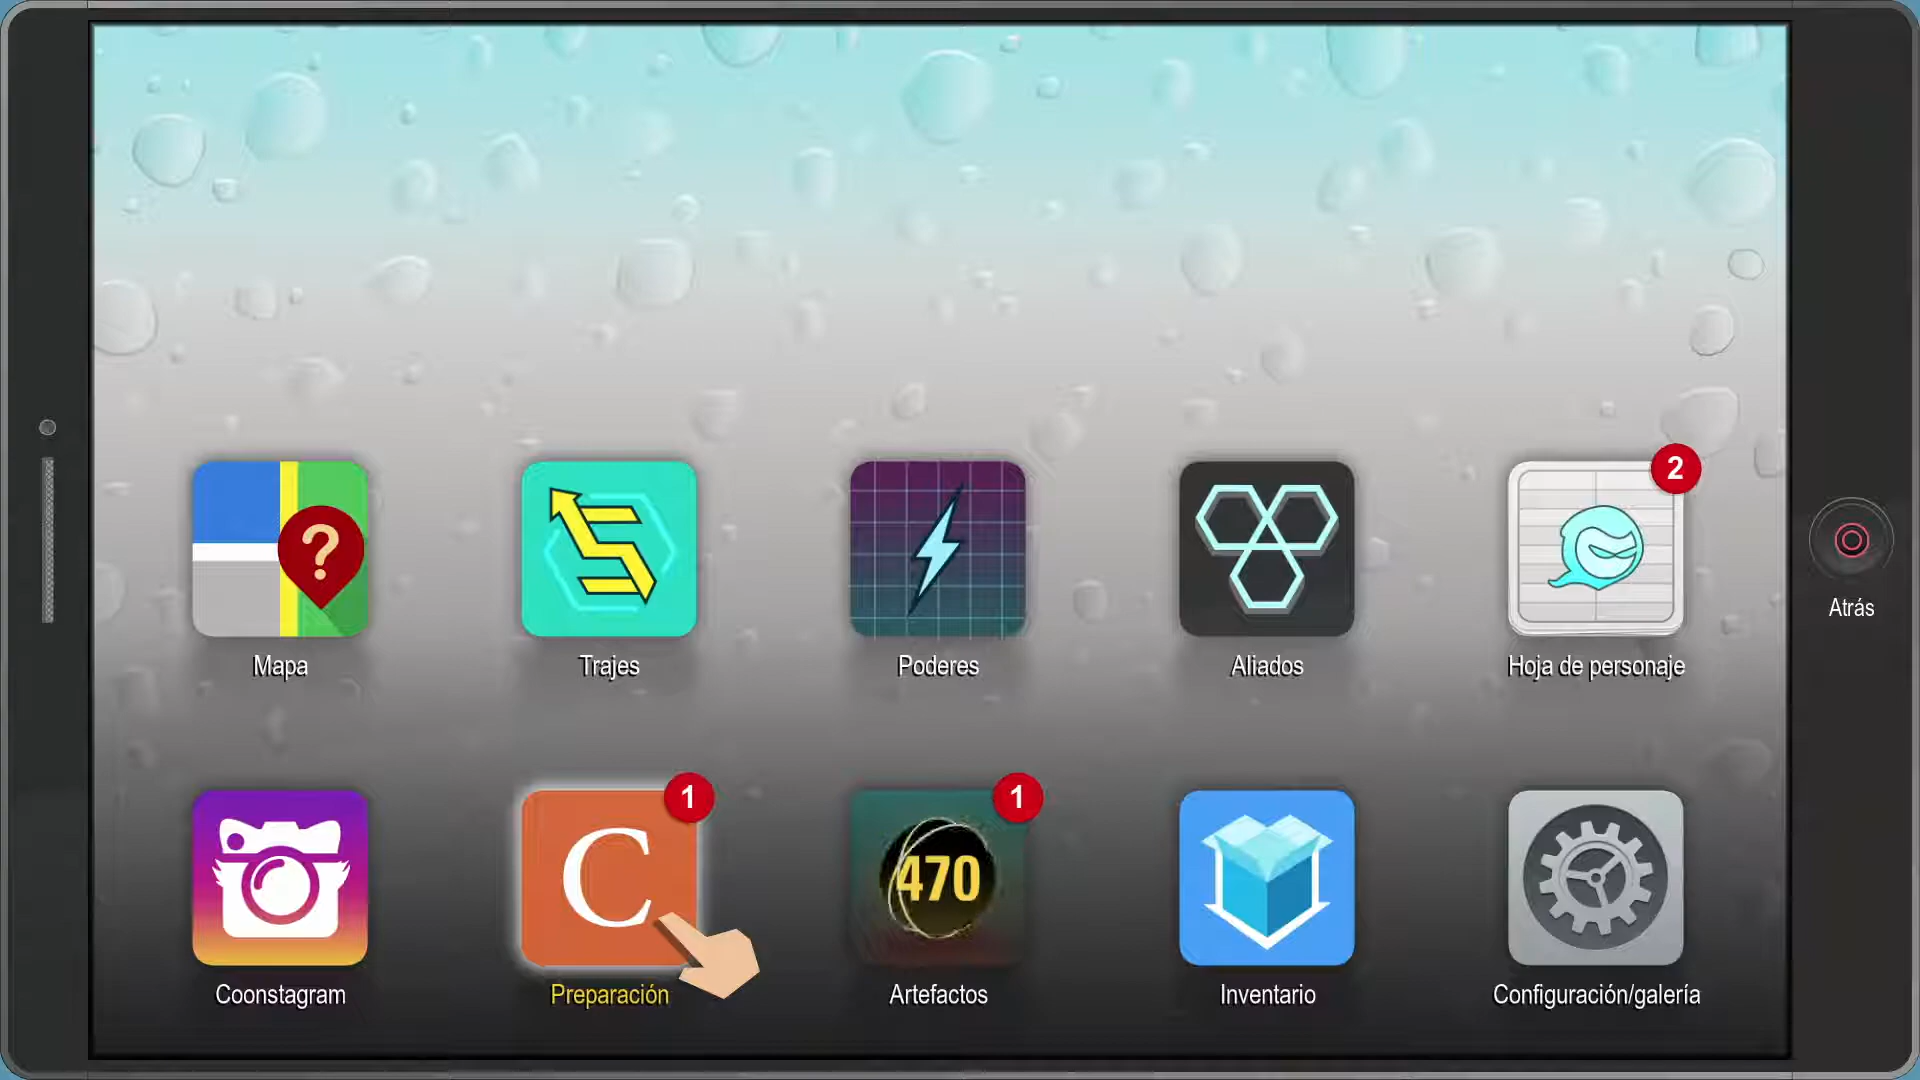 2
?
Atrás
Mapa
Trajes
Poderes
Aliados
Hoja de personaje
1
1
C
470
Coonstagram
Preparación
Artefactos
Inventario
Configuración/galería